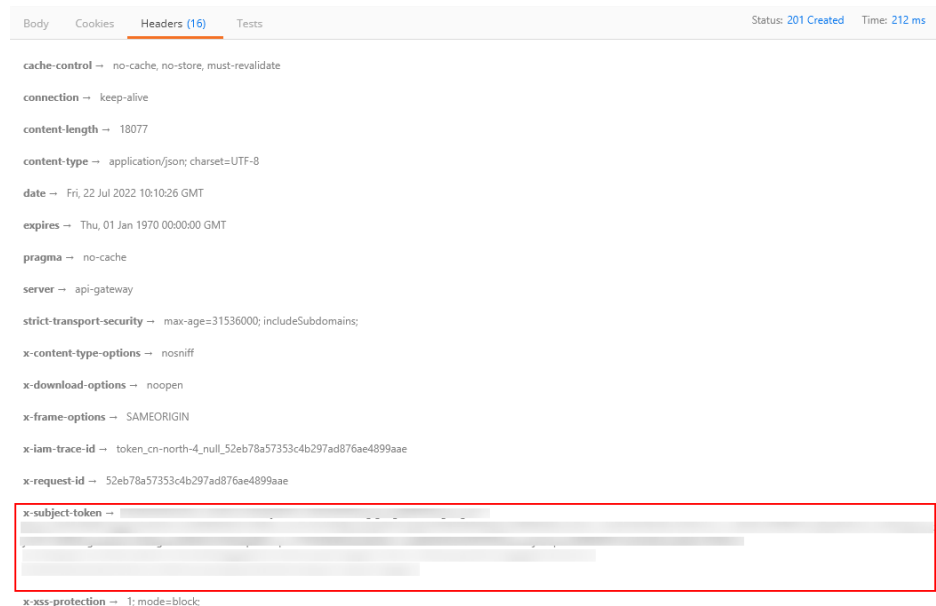 Body Cookies Headers (16) Tests Status: 201 Created Time: 212 ms
cache-control → no-cache, no-store, must-revalidate
connection → keep-alive
content-length → 18077
content-type → application/json; charset=UTF-8
date → Fri, 22 Jul 2022 10:10:26 GMT
expires → Thu, 01 Jan 1970 00:00:00 GMT
pragma → no-cache
server → api-gateway
strict-transport-security → max-age=31536000; includeSubdomains;
x-content-type-options → nosniff
x-download-options → noopen
x-frame-options → SAMEORIGIN
x-iam-trace-id → token_cn-north-4_null_52eb78a57353c4b297ad876ae4899aae
x-request-id → 52eb78a57353c4b297ad876ae4899aae
x-subject-token →
x-xss-protection → 1; mode=block;